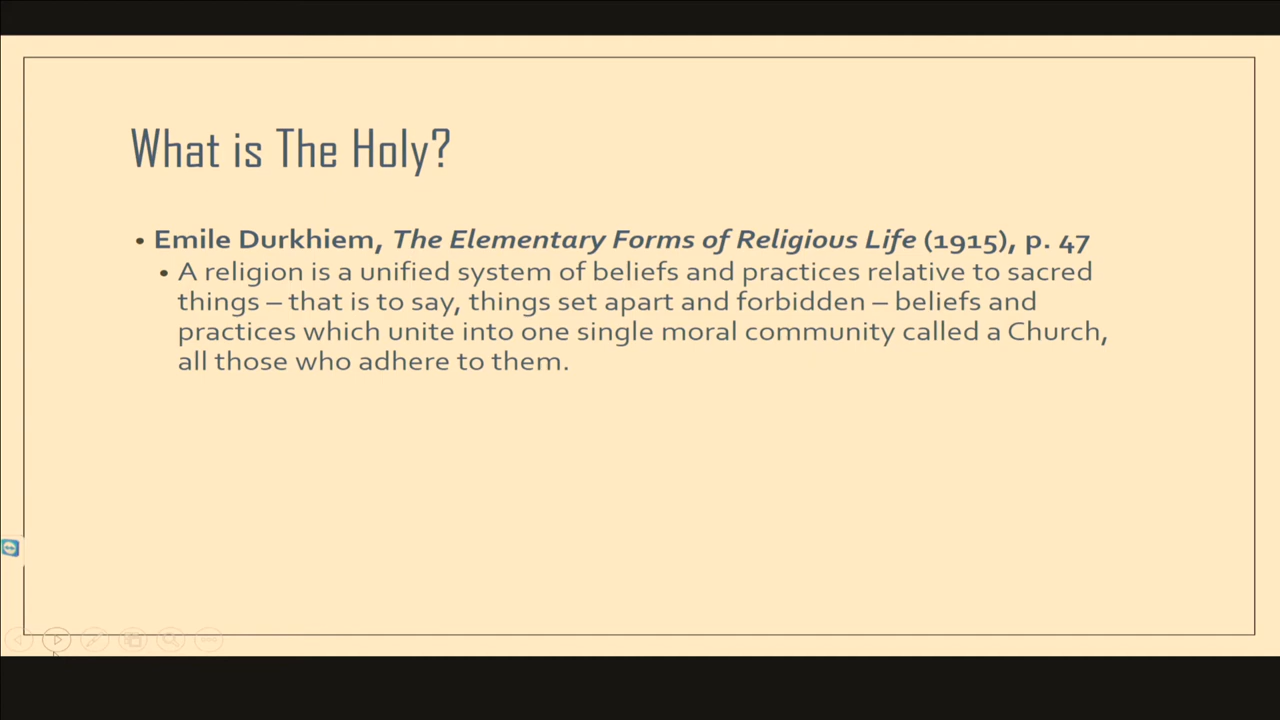 What is The Holy?
• Emile Durkhiem, The Elementary Forms of Religious Life (1915), p. 47
• A religion is a unified system of beliefs and practices relative to sacred
things – that is to say, things set apart and forbidden – beliefs and
practices which unite into one single moral community called a Church,
all those who adhere to them.